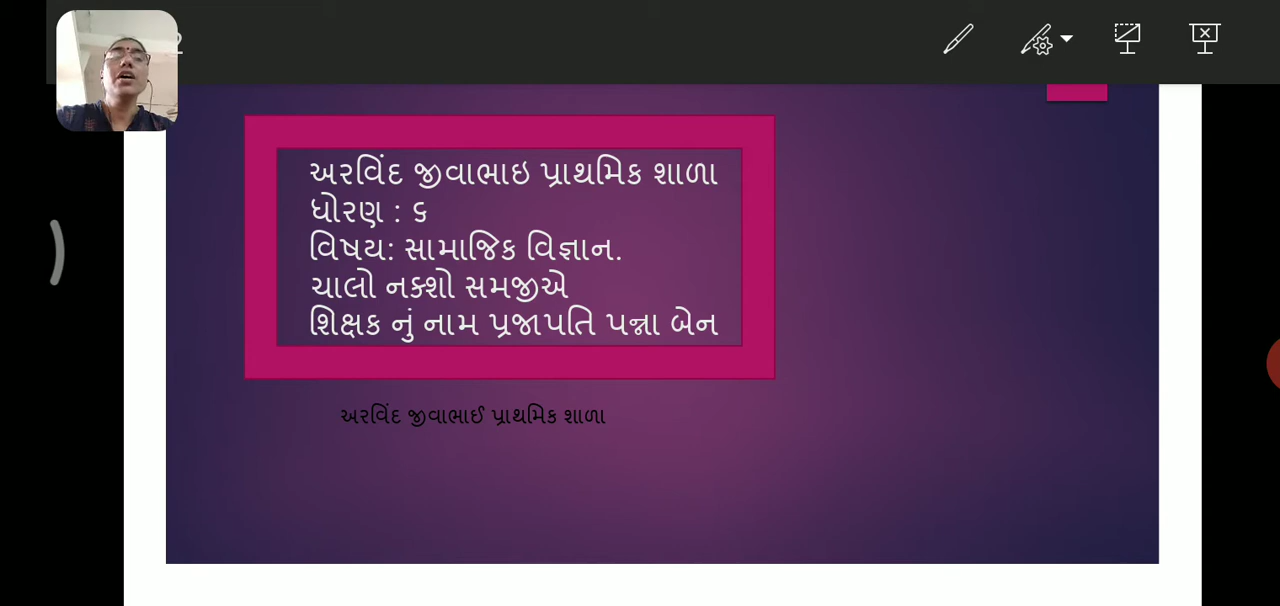 અરવિંદ જીવાભાઇ પ્રાથમિક શાળા
ધોરણ : ૬
વિષય: સામાજિક વિજ્ઞાન.
ચાલો નક્શો સમજીએ
શિક્ષક નું નામ પ્રજાપતિ પન્ના બેન
અરવિંદ જીવાભાઈ પ્રાથમિક શાળા